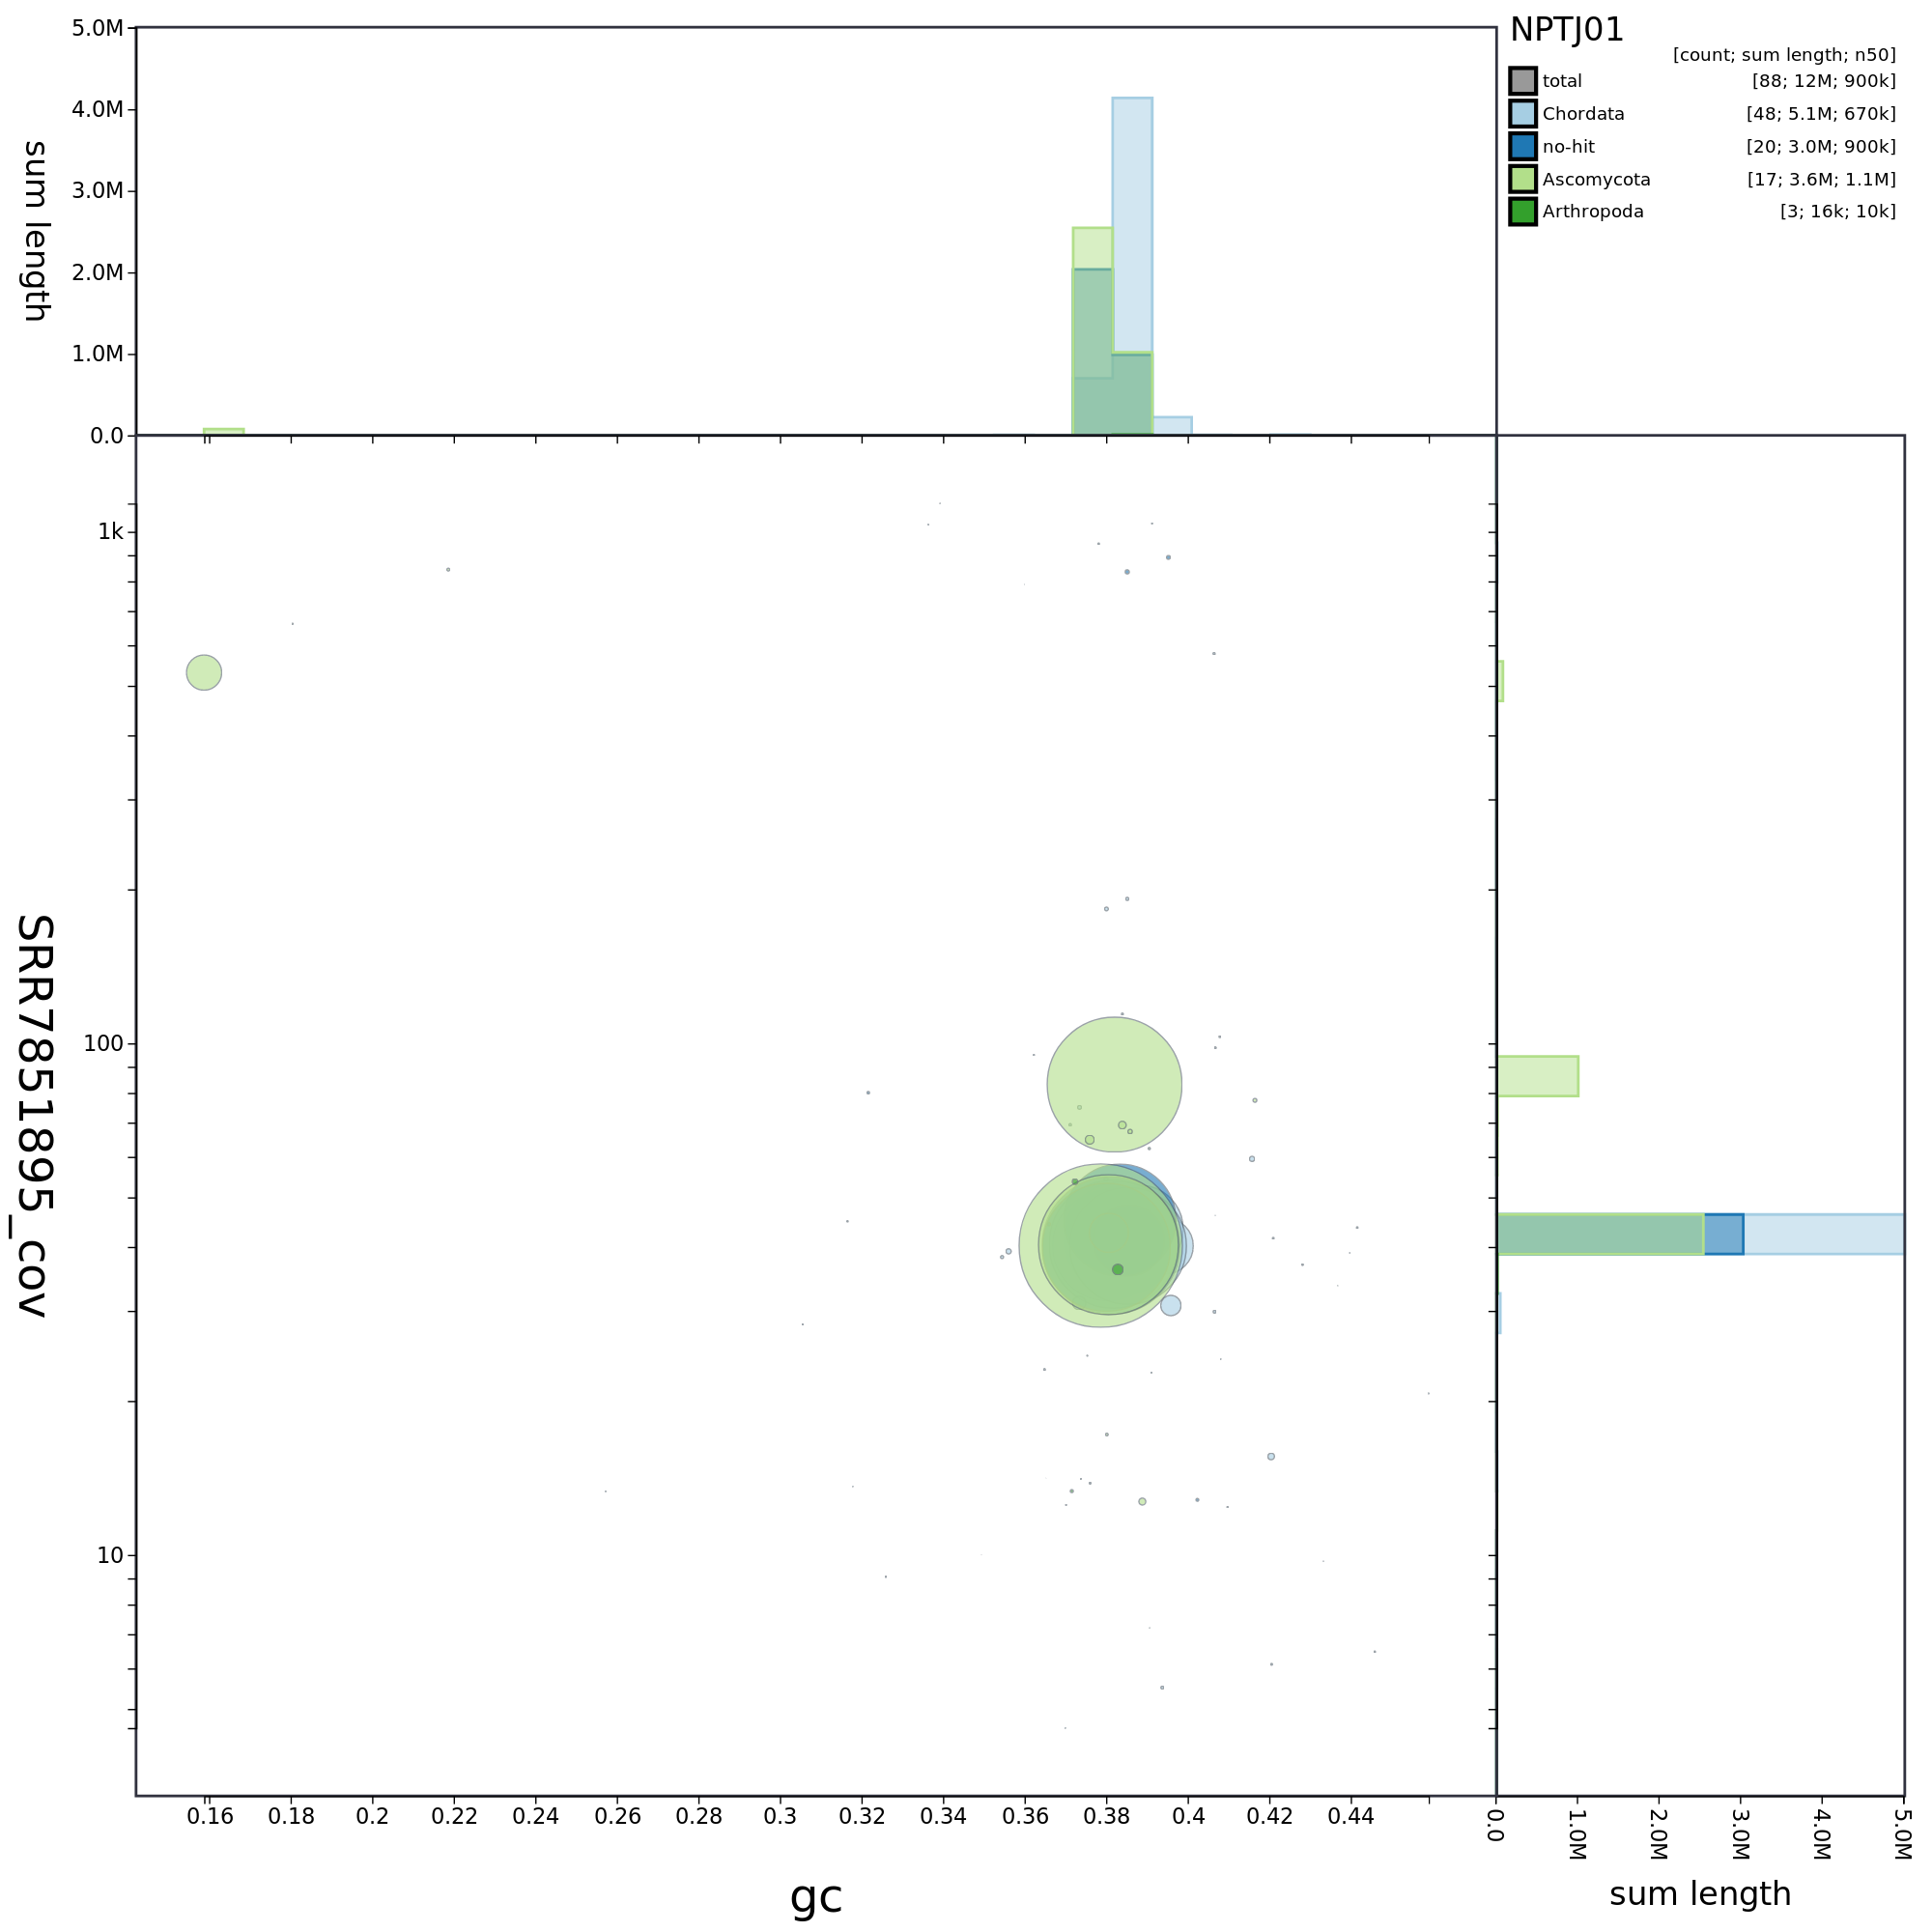 NPTJ01
[count; sum length; n50]
total [88; 12M; 900k]
Chordata [48; 5.1M; 670k]
no-hit [20; 3.0M; 900k]
Ascomycota [17; 3.6M; 1.1M]
Arthropoda [3; 16k; 10k]
sum length
5.0M
4.0M
3.0M
2.0M
1.0M
0.0
SRR7851895_cov
1k
100
10
0.16 0.18 0.2 0.22 0.24 0.26 0.28 0.3 0.32 0.34 0.36 0.38 0.4 0.42 0.44
gc
0.0 1.0M 2.0M 3.0M 4.0M 5.0M
sum length